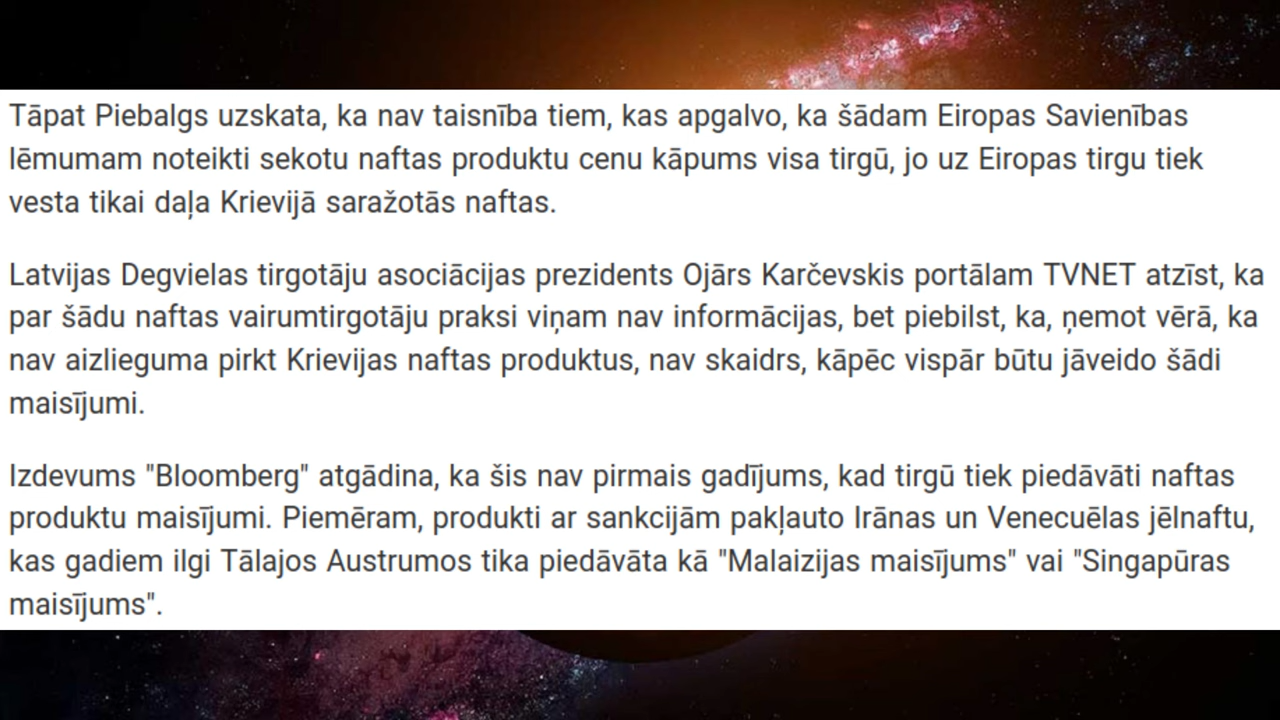 Tāpat Piebalgs uzskata, ka nav taisnība tiem, kas apgalvo, ka šādam Eiropas Savienības
lēmumam noteikti sekotu naftas produktu cenu kāpums visa tirgū, jo uz Eiropas tirgu tiek
vesta tikai daļa Krievijā saražotās naftas.
Latvijas Degvielas tirgotāju asociācijas prezidents Ojārs Karčevskis portālam TVNET atzīst, ka
par šādu naftas vairumtirgotāju praksi viņam nav informācijas, bet piebilst, ka, ņemot vērā, ka
nav aizlieguma pirkt Krievijas naftas produktus, nav skaidrs, kāpēc vispār būtu jāveido šādi
maisījumi.
Izdevums "Bloomberg" atgādina, ka šis nav pirmais gadījums, kad tirgū tiek piedāvāti naftas
produktu maisījumi. Piemēram, produkti ar sankcijām pakļauto Irānas un Venecuēlas jēlnaftu,
kas gadiem ilgi Tālajos Austrumos tika piedāvāta kā "Malaizijas maisījums" vai "Singapūras
maisījums".